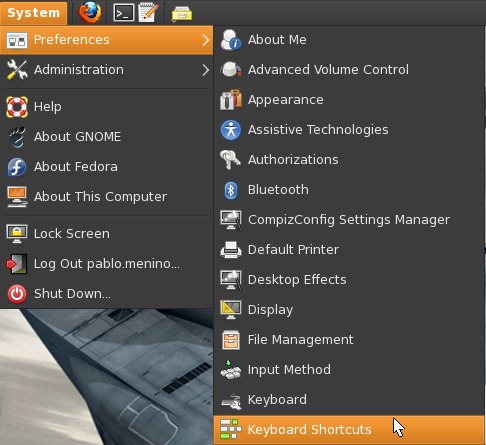 System
Preferences
Administration
Help
About GNOME
About Fedora
About This Computer
Lock Screen
Log Out pablo.menino...
Shut Down...
About Me
Advanced Volume Control
Appearance
Assistive Technologies
Authorizations
Bluetooth
CompizConfig Settings Manager
Default Printer
Desktop Effects
Display
File Management
Input Method
Keyboard
Keyboard Shortcuts